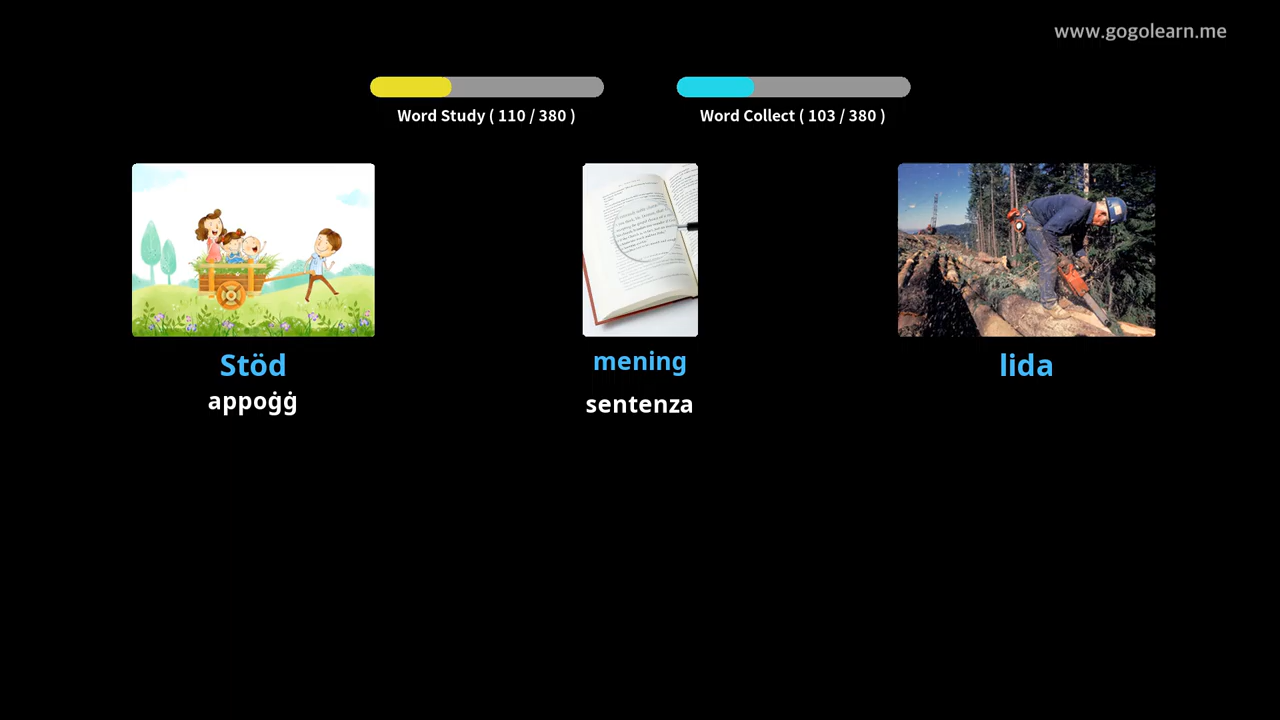 www.gogolearn.me
Word Study ( 110 / 380 )
Word Collect ( 103 / 380 )
Stöd
mening
lida
appoġġ
sentenza